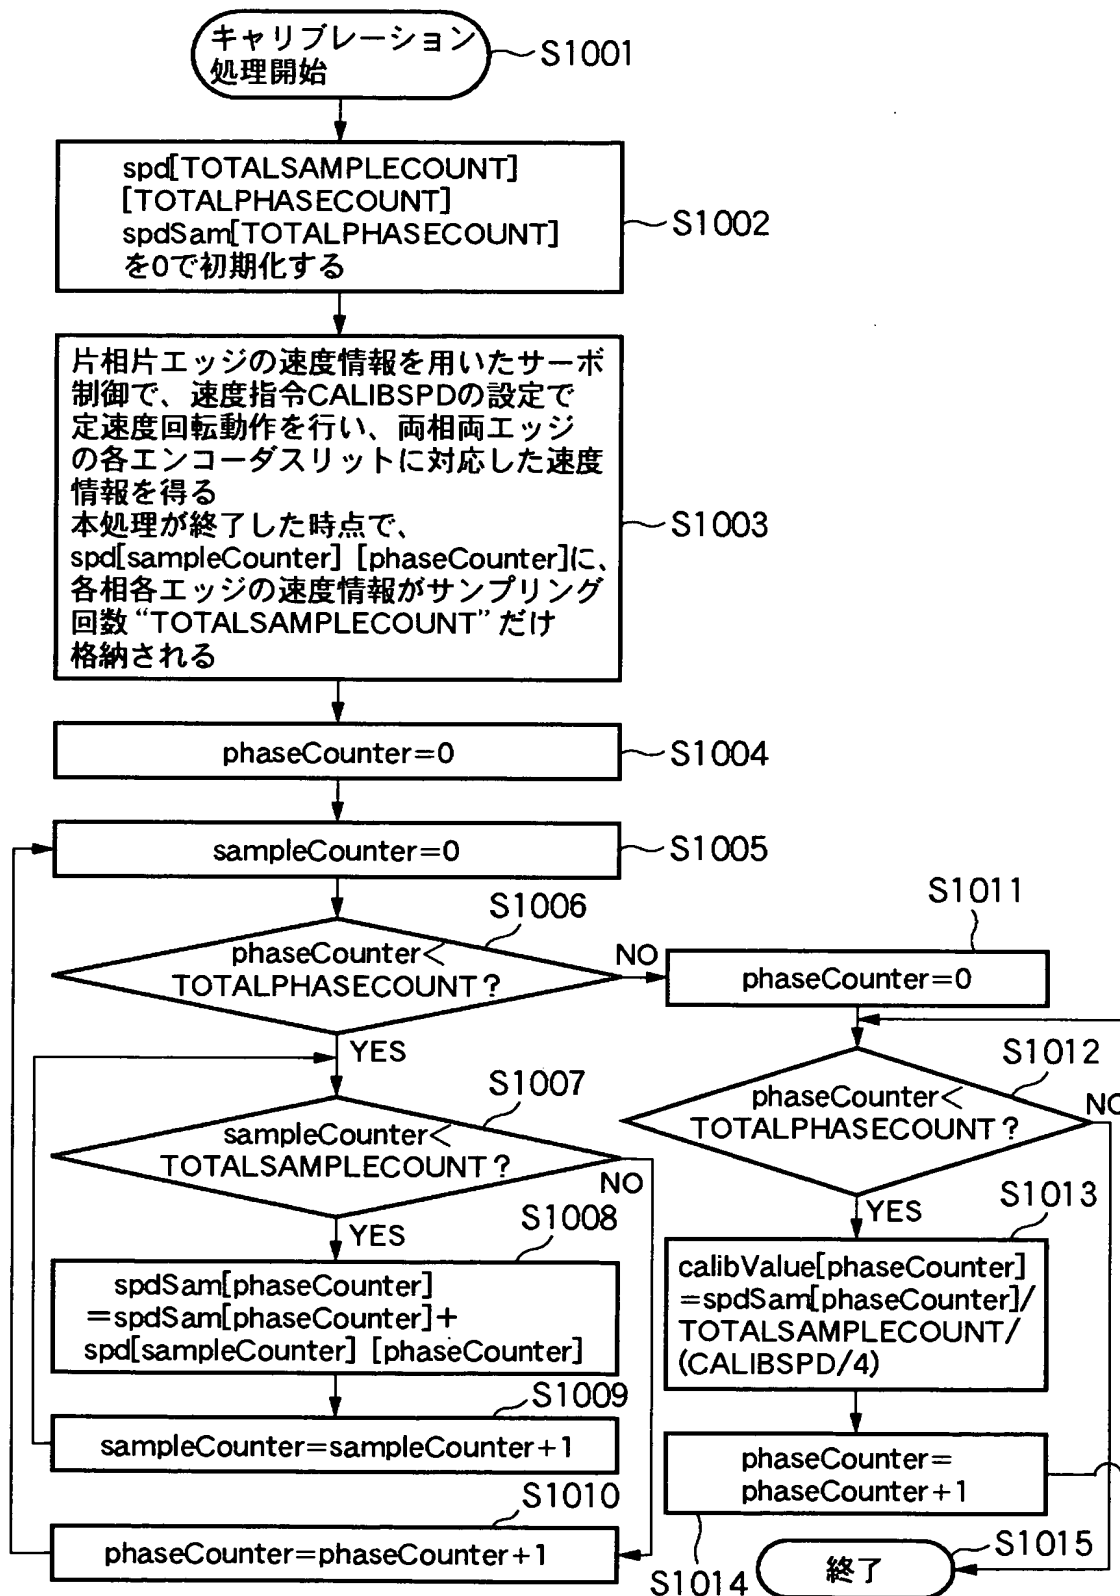 キャリブレーション
処理開始
S1001
spd[TOTALSAMPLECOUNT]
[TOTALPHASECOUNT]
spdSam[TOTALPHASECOUNT]
を0で初期化する
S1002
片相片エッジの速度情報を用いたサーボ
制御で、速度指令CALIBSPDの設定で
定速度回転動作を行い、両相両エッジ
の各エンコーダスリットに対応した速度
情報を得る
本処理が終了した時点で、
spd[sampleCounter] [phaseCounter]に、
各相各エッジの速度情報がサンプリング
回数“TOTALSAMPLECOUNT”だけ
格納される
S1003
phaseCounter=0
S1004
sampleCounter=0
S1005
S1006
phaseCounter<
TOTALPHASECOUNT?
NO
YES
S1007
sampleCounter<
TOTALSAMPLECOUNT?
NO
YES
S1008
spdSam[phaseCounter]
=spdSam[phaseCounter]+
spd[sampleCounter] [phaseCounter]
S1009
sampleCounter=sampleCounter+1
S1010
phaseCounter=phaseCounter+1
S1011
phaseCounter=0
S1012
phaseCounter<
TOTALPHASECOUNT?
NO
YES
S1013
calibValue[phaseCounter]
=spdSam[phaseCounter]/
TOTALSAMPLECOUNT/
(CALIBSPD/4)
phaseCounter=
phaseCounter+1
S1014
終了
S1015